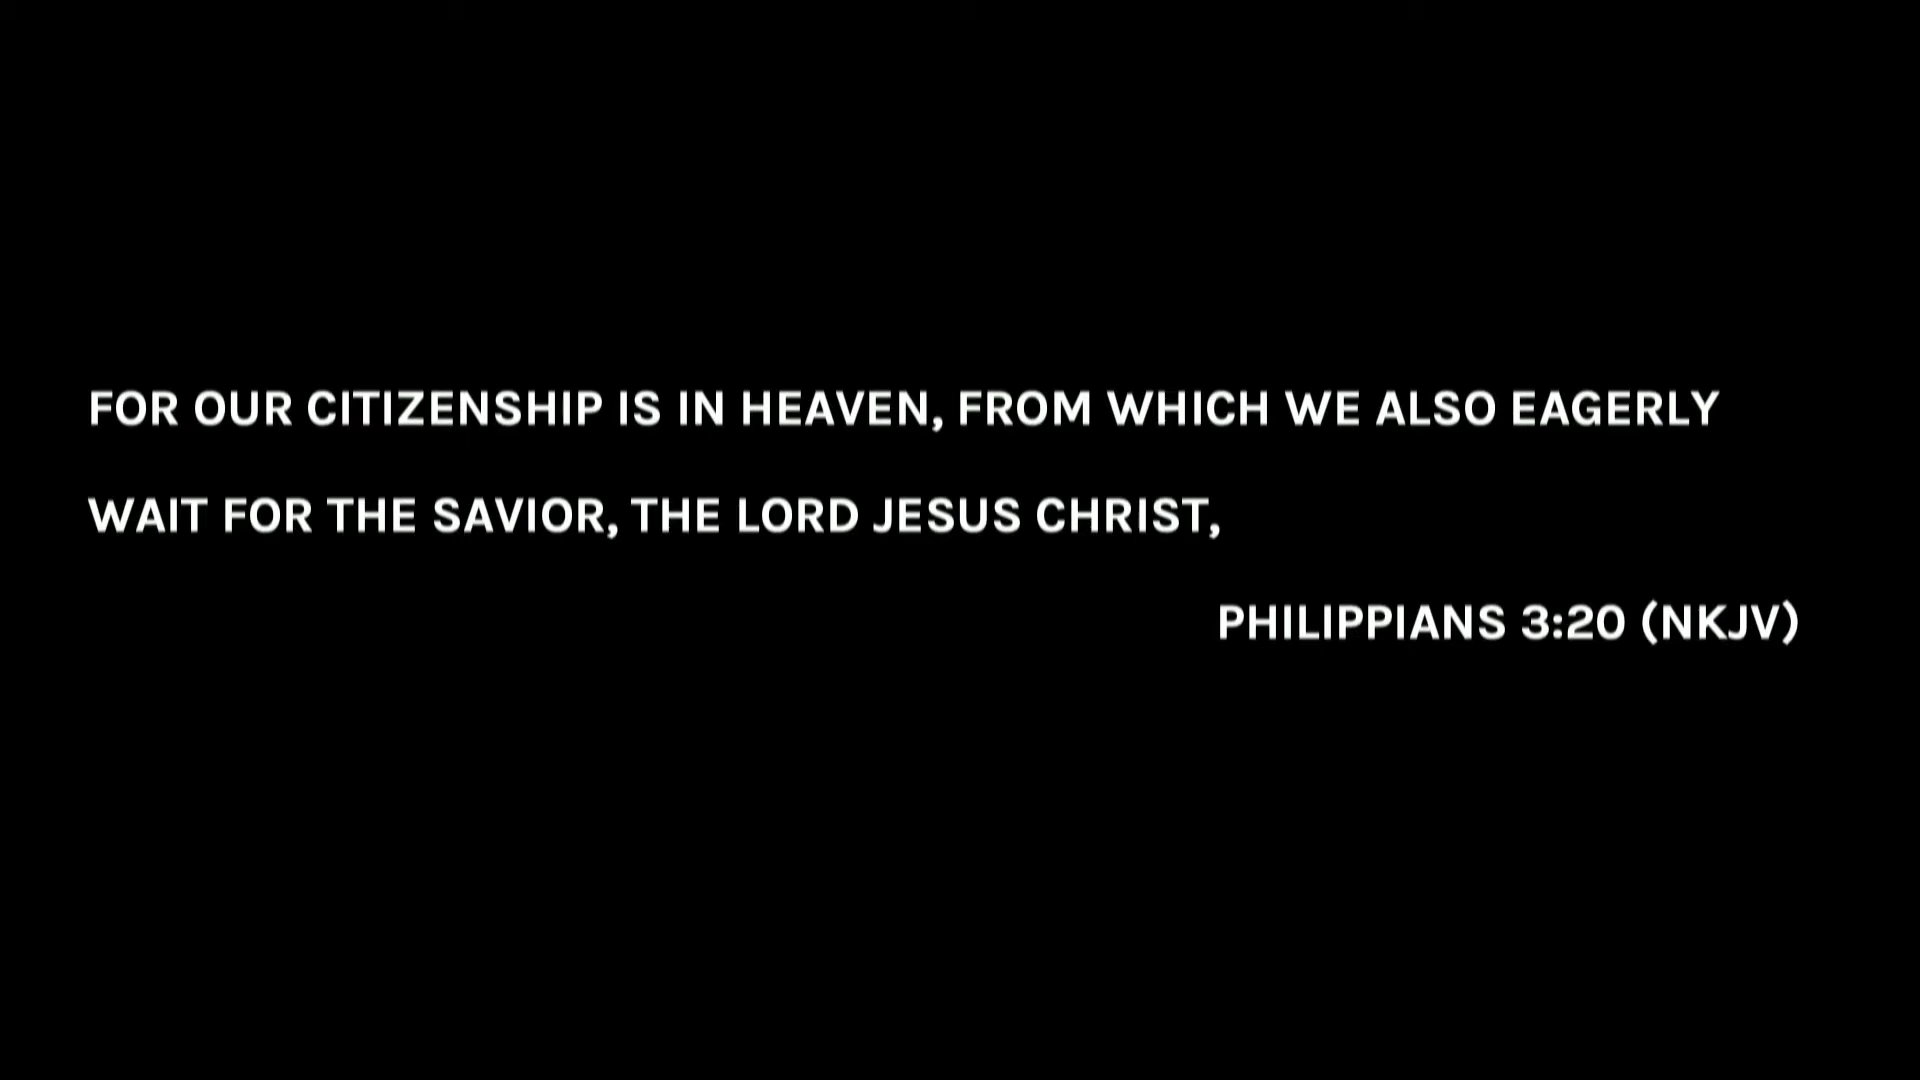 FOR OUR CITIZENSHIP IS IN HEAVEN, FROM WHICH WE ALSO EAGERLY
WAIT FOR THE SAVIOR, THE LORD JESUS CHRIST,
PHILIPPIANS 3:20 (NKJV)